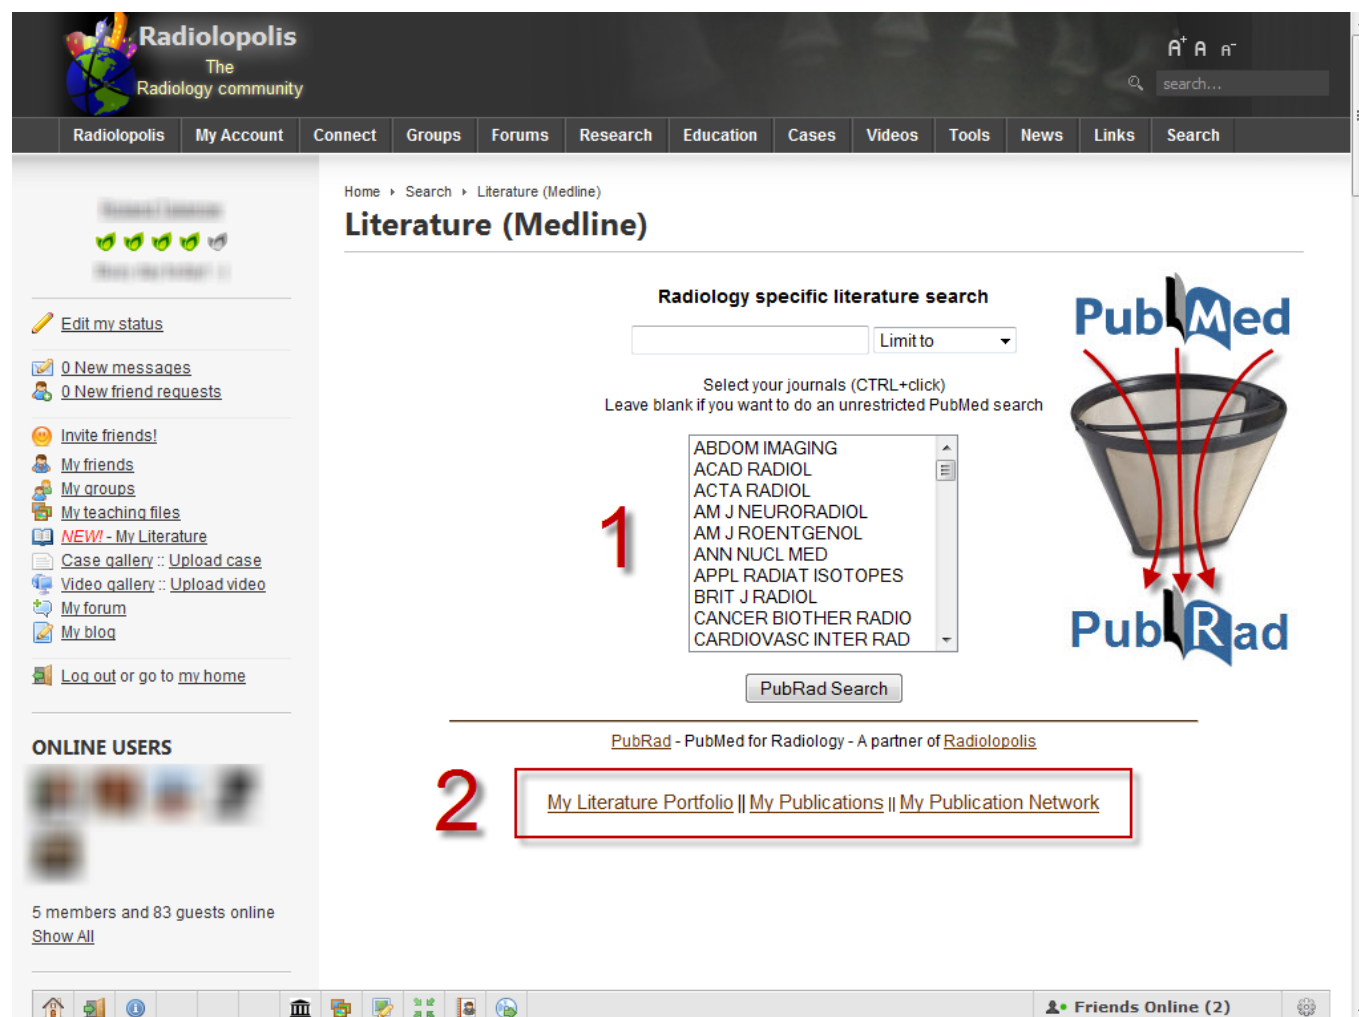 Radiolopolis
The
Radiology community
A+ A A-
search...
Radiolopolis My Account Connect Groups Forums Research Education Cases Videos Tools News Links Search
Home Search Literature (Medline)
Literature (Medline)
Edit my status
0 New messages
0 New friend requests
Invite friends!
My friends
My groups
My teaching files
NEW! - My Literature
Case gallery :: Upload case
Video gallery :: Upload video
My forum
My blog
Log out or go to my home
ONLINE USERS
5 members and 83 guests online
Show All
Radiology specific literature search
Limit to
Select your journals (CTRL+click)
Leave blank if you want to do an unrestricted PubMed search
1
ABDOM IMAGING
ACAD RADIOL
ACTA RADIOL
AM J NEURORADIOL
AM J ROENTGENOL
ANN NUCL MED
APPL RADIAT ISOTOPES
BRIT J RADIOL
CANCER BIOTHER RADIO
CARDIOVASC INTER RAD
PubRad Search
PubMed
PubRad
PubRad - PubMed for Radiology - A partner of Radiolopolis
2
My Literature Portfolio || My Publications || My Publication Network
Friends Online (2)